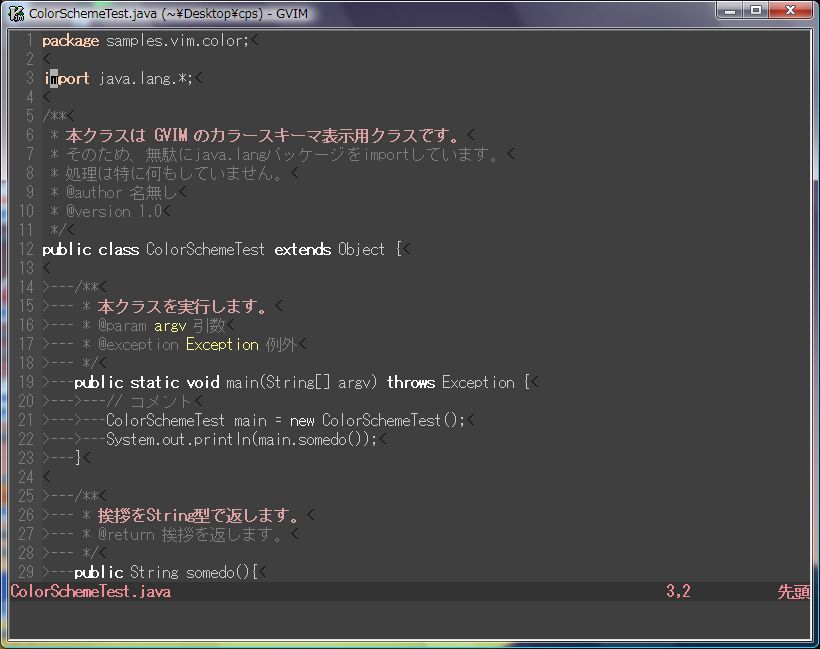 ColorSchemeTest.java (~¥Desktop¥cps) - GVIM
1 package samples.vim.color;<
2 <
3 import java.lang.*;<
4 <
5 /**<
6  * 本クラスは GVIM のカラースキーマ表示用クラスです。<
7  * そのため、無駄にjava.langパッケージをimportしています。<
8  * 処理は特に何もしていません。<
9  * @author 名無し<
10  * @version 1.0<
11  */<
12 public class ColorSchemeTest extends Object {<
13 <
14 >---/**<
15 >--- * 本クラスを実行します。<
16 >--- * @param argv 引数<
17 >--- * @exception Exception 例外<
18 >--- */<
19 >---public static void main(String[] argv) throws Exception {<
20 >--->---// コメント<
21 >--->---ColorSchemeTest main = new ColorSchemeTest();<
22 >--->---System.out.println(main.somedo());<
23 >---}<
24 <
25 >---/**<
26 >--- * 挨拶をString型で返します。<
27 >--- * @return 挨拶を返します。<
28 >--- */<
29 >---public String somedo(){<
ColorSchemeTest.java 3,2 先頭